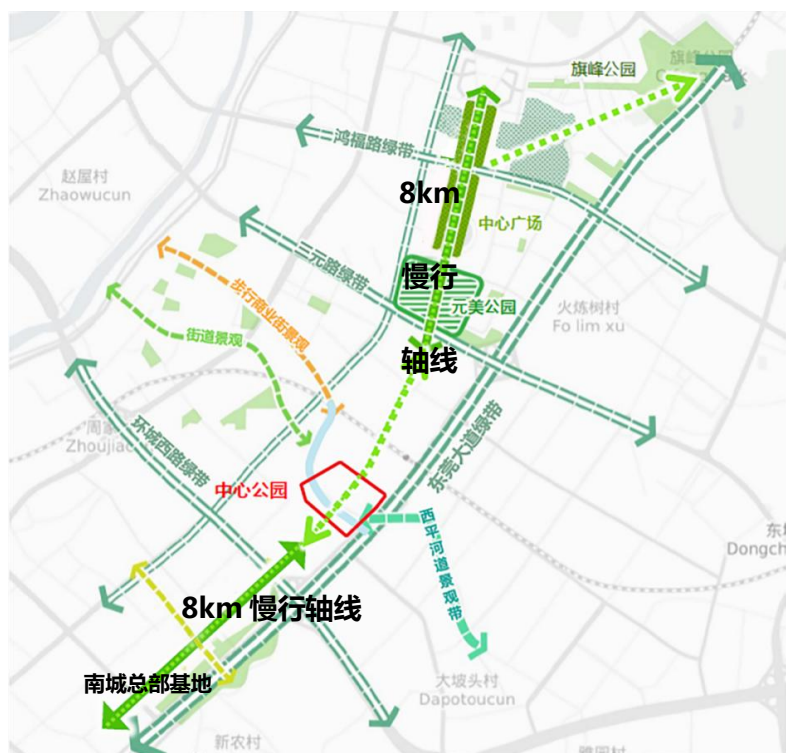 旗峰公园
旗峰公园
鸿福路绿带
赵屋村
Zhaowucun
8km
中心广场
三元路绿带
慢行
步行商业街景观
元美公园
火炼树村
Fo lim xu
街道景观
轴线
环城西路绿带
东莞大道绿带
Zhoujiao
中心公园
西平河道景观带
Dongch
8km 慢行轴线
南城总部基地
大坡头村
Dapotoucun
新农村